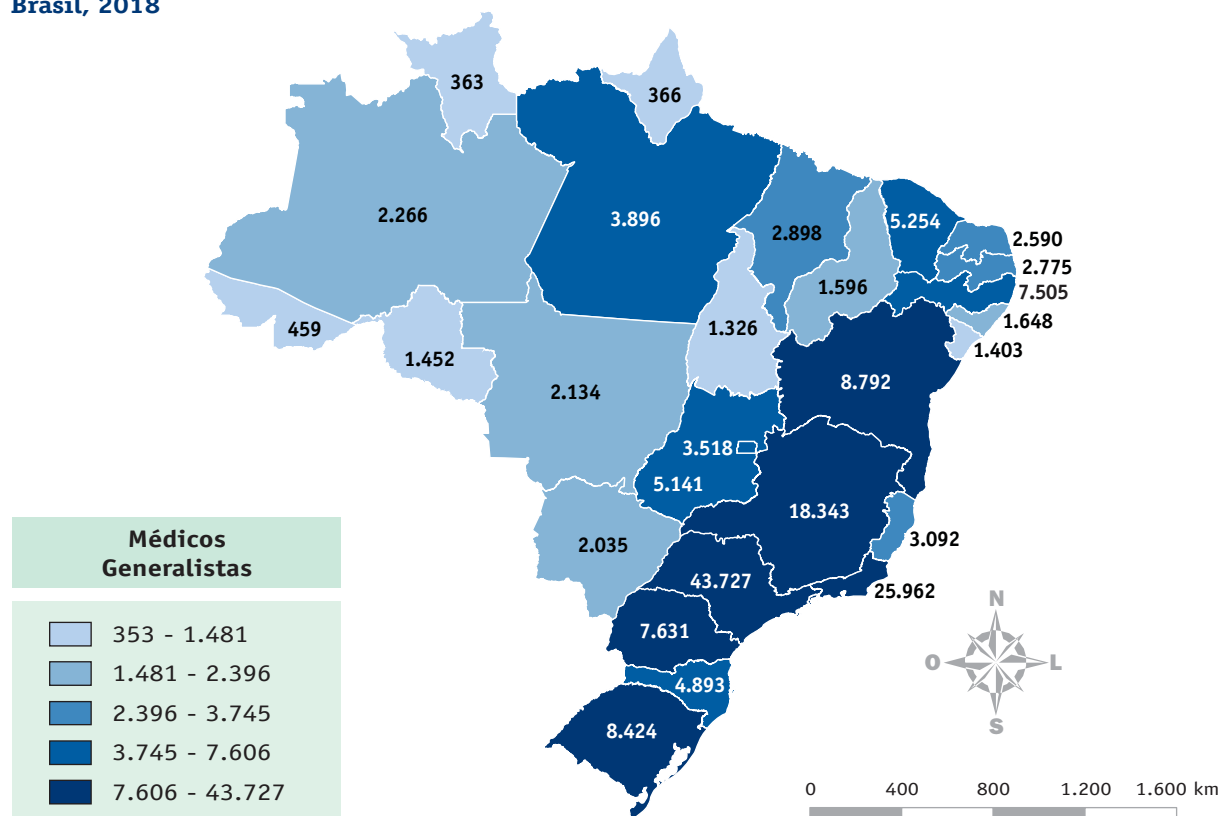 Brasil, 2018
363
366
2.266
3.896
2.898
5.254
2.590
2.775
7.505
1.596
1.648
1.403
459
1.452
1.326
8.792
2.134
3.518
5.141
18.343
2.035
3.092
43.727
25.962
7.631
4.893
8.424
Médicos
Generalistas
353 - 1.481
1.481 - 2.396
2.396 - 3.745
3.745 - 7.606
7.606 - 43.727
N
O
L
S
0 400 800 1.200 1.600 km